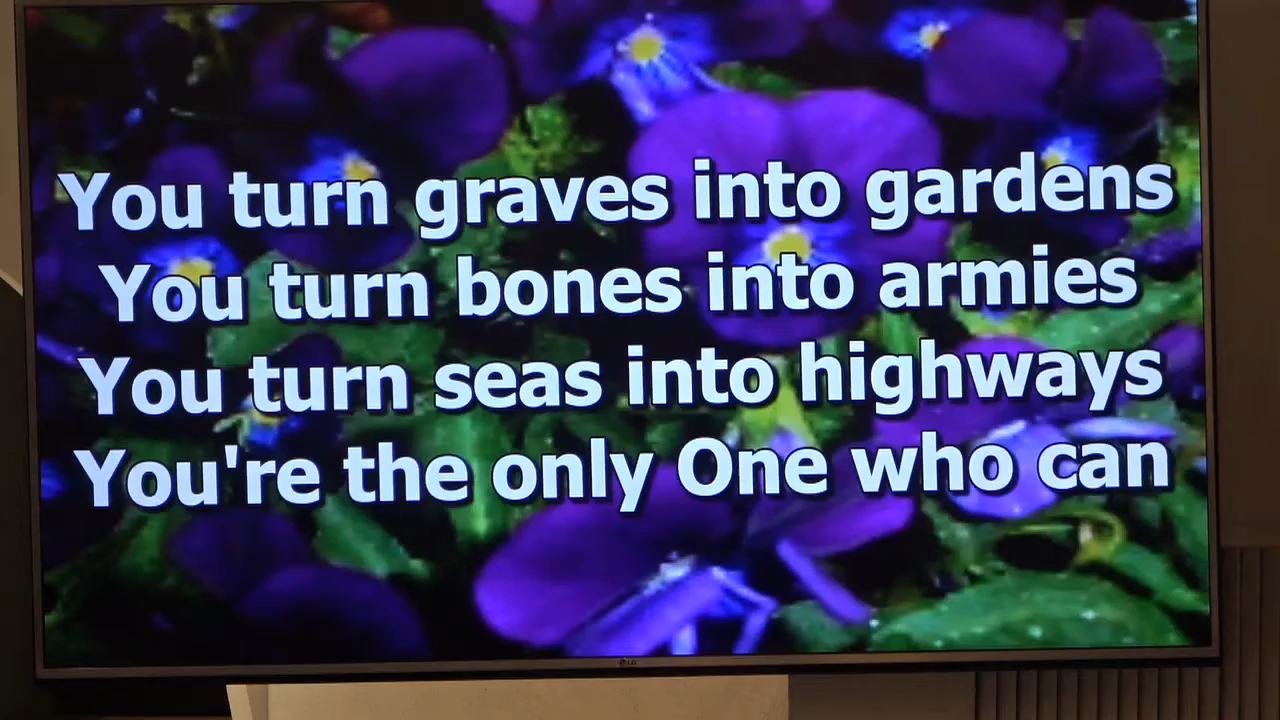 You turn graves into gardens
You turn bones into armies
You turn seas into highways
You're the only One who can
LG